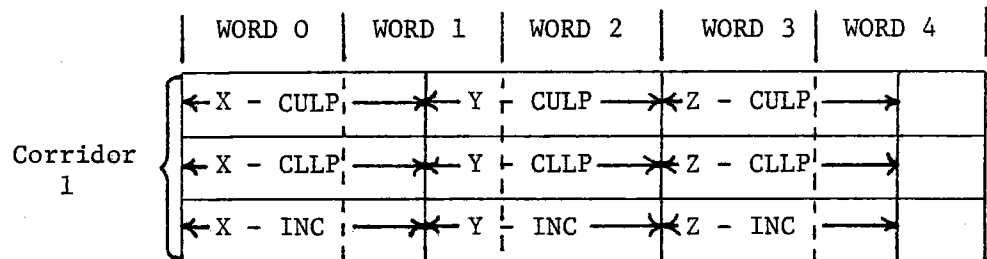 WORD 0 WORD 1 WORD 2 WORD 3 WORD 4
X - CULP Y - CULP Z - CULP
Corridor
1
X - CLLP Y - CLLP Z - CLLP
X - INC Y - INC Z - INC